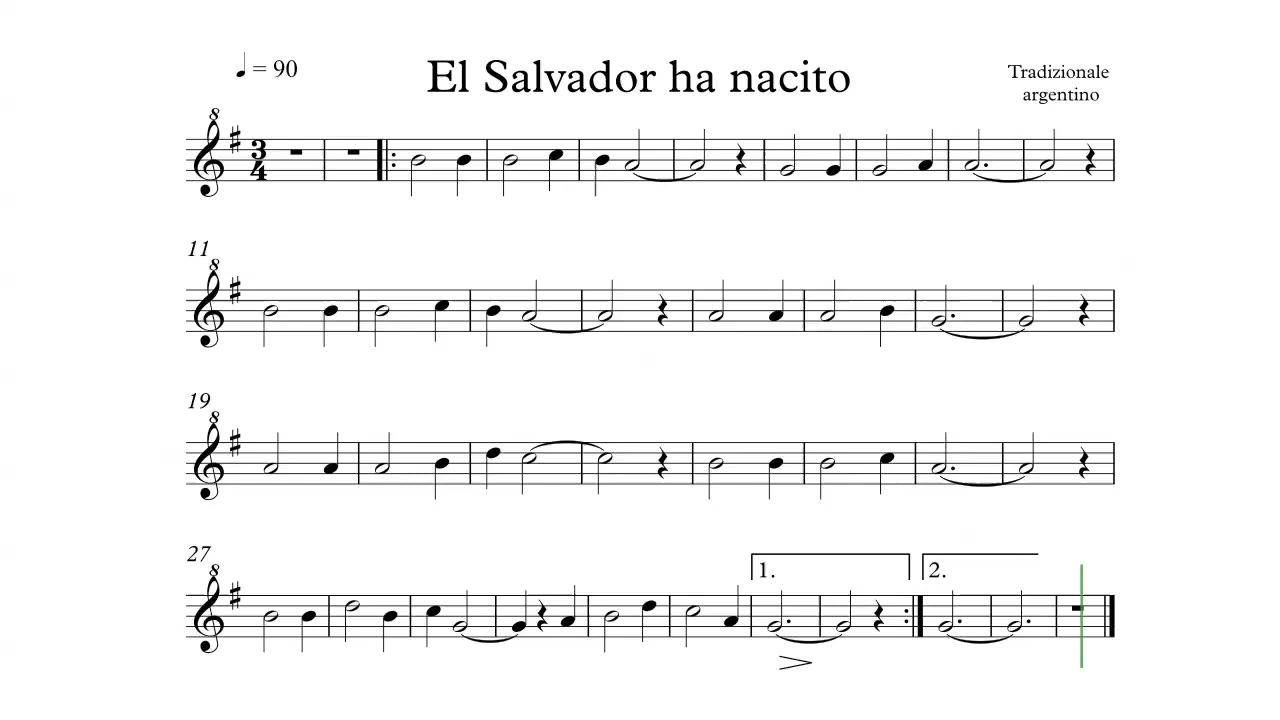 ♩ = 90
El Salvador ha nacito
Tradizionale
argentino
8
3
4
11
8
19
8
27
8
1.
2.